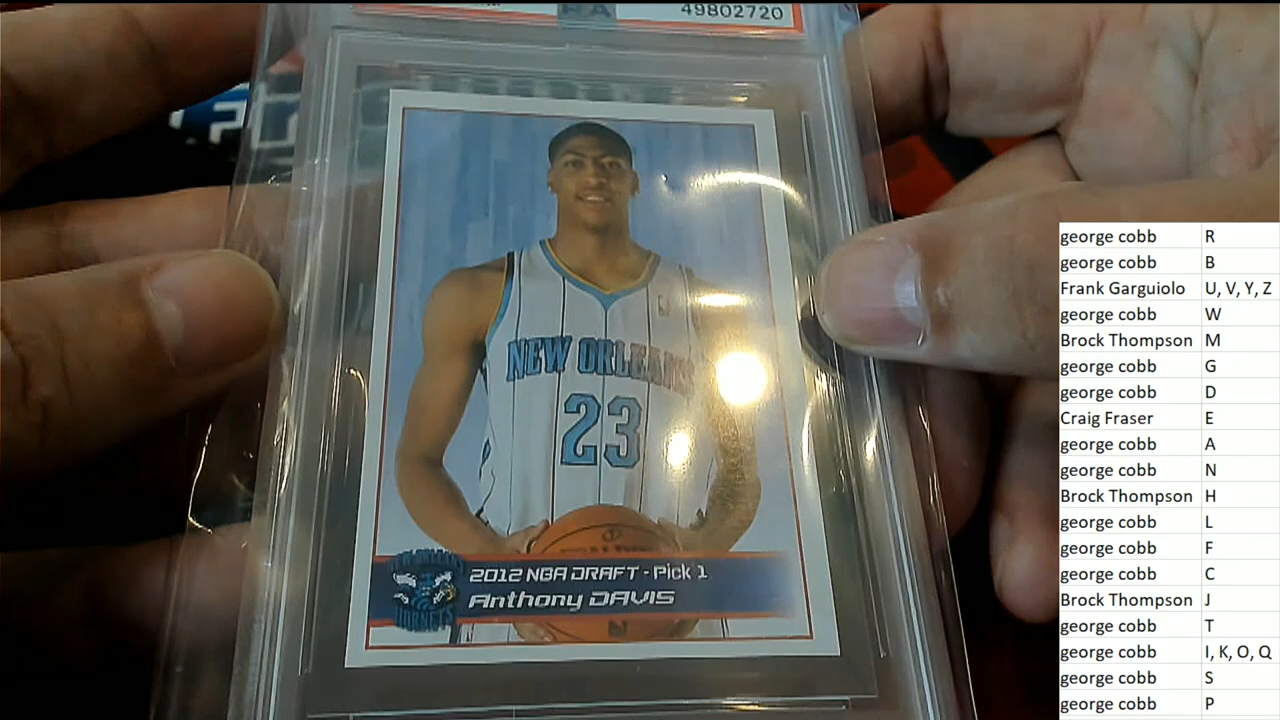 49802720
NEW ORLEANS
23
2012 NBA DRAFT - Pick 1
Anthony DAVIS
HORNETS
george cobb R
george cobb B
Frank Garguiolo U, V, Y, Z
george cobb W
Brock Thompson M
george cobb G
george cobb D
Craig Fraser E
george cobb A
george cobb N
Brock Thompson H
george cobb L
george cobb F
george cobb C
Brock Thompson J
george cobb T
george cobb I, K, O, Q
george cobb S
george cobb P